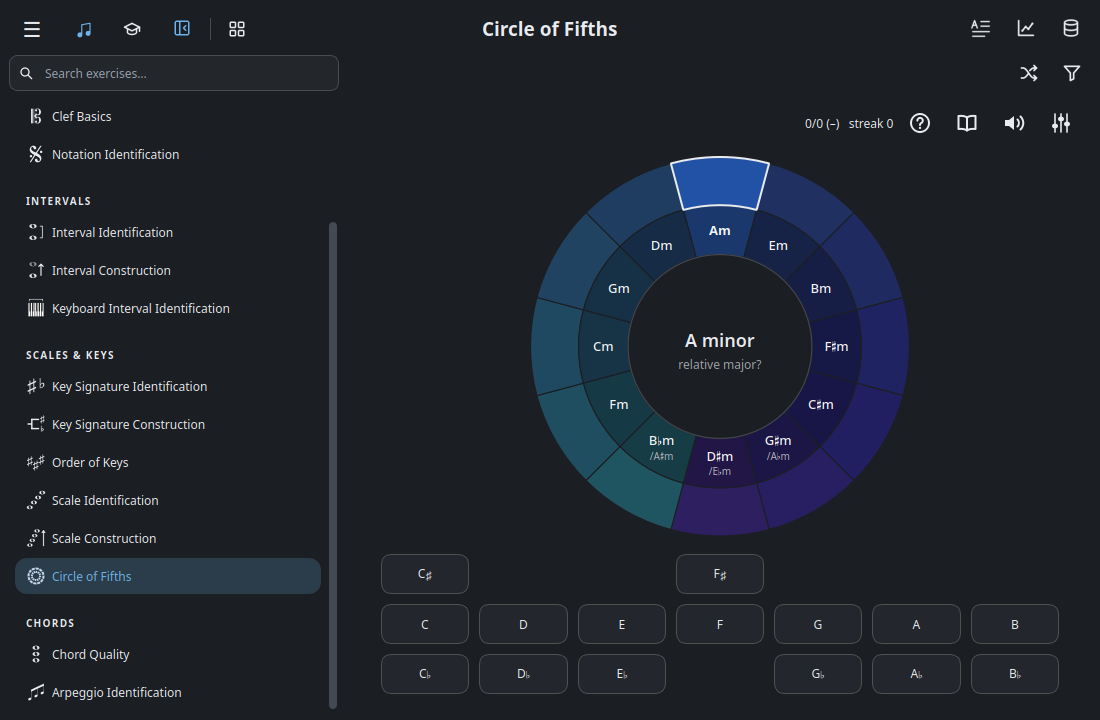 Circle of Fifths
Search exercises...
Clef Basics
Notation Identification
INTERVALS
Interval Identification
Interval Construction
Keyboard Interval Identification
SCALES & KEYS
Key Signature Identification
Key Signature Construction
Order of Keys
Scale Identification
Scale Construction
Circle of Fifths
CHORDS
Chord Quality
Arpeggio Identification
0/0 (–) streak 0
Am
Em
Bm
F♯m
C♯m
G♯m
/A♭m
D♯m
/E♭m
B♭m
/A♯m
Fm
Cm
Gm
Dm
A minor
relative major?
C♯ F♯
C D E F G A B
C♭ D♭ E♭ G♭ A♭ B♭